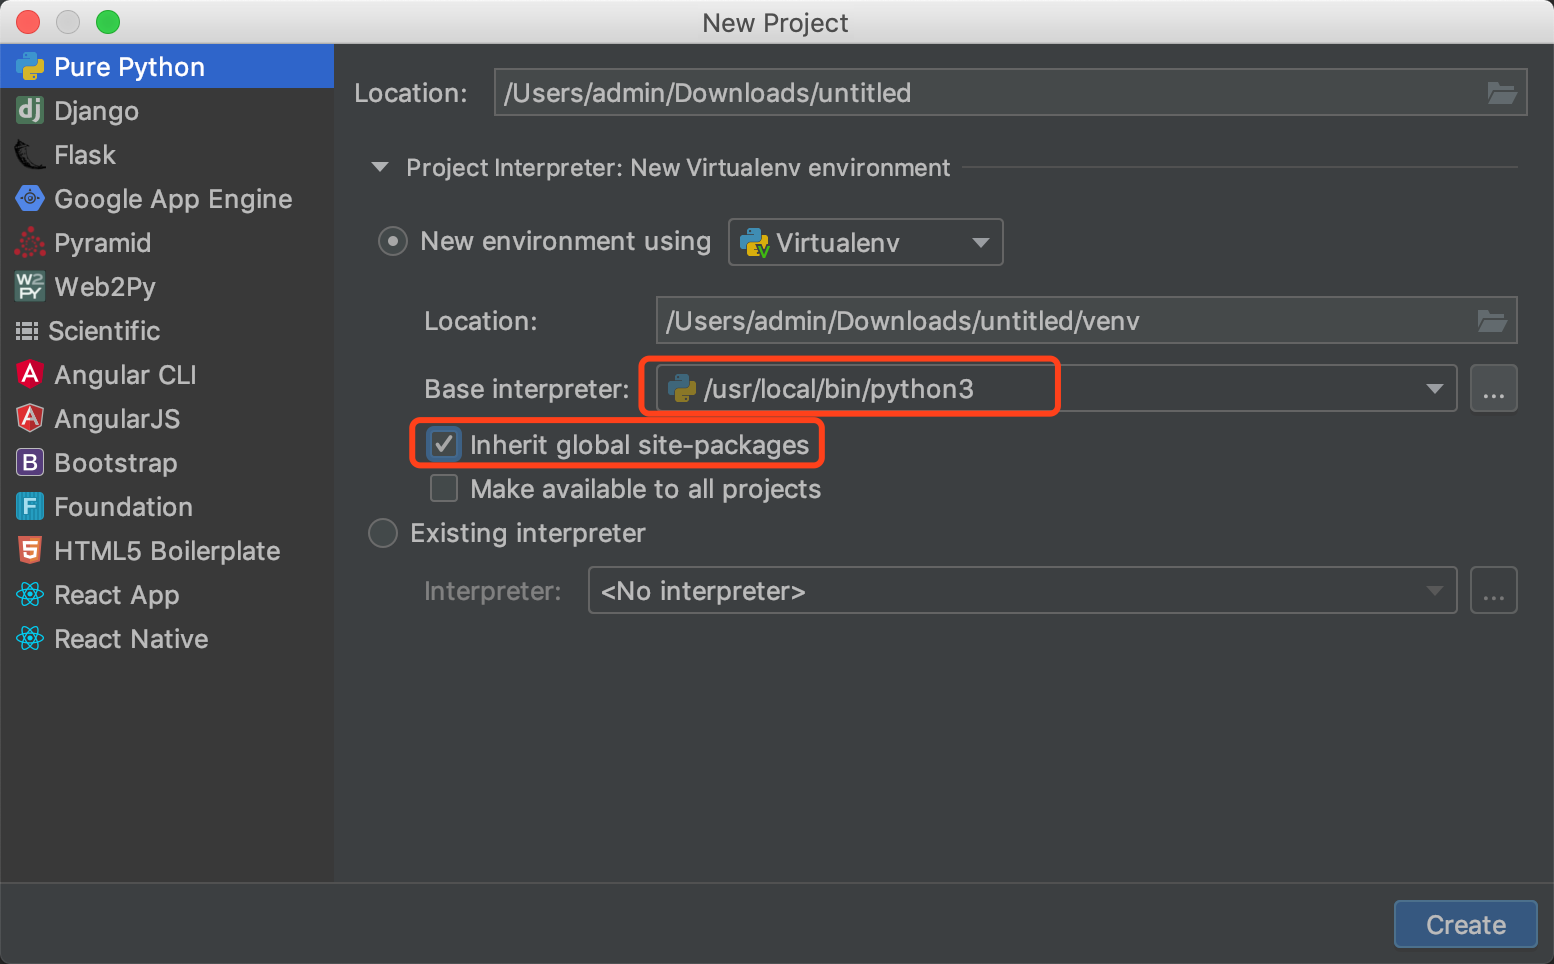 New Project
Pure Python
Django
Flask
Google App Engine
Pyramid
W2
PY
Web2Py
Scientific
Angular CLI
AngularJS
Bootstrap
Foundation
HTML5 Boilerplate
React App
React Native
Location: /Users/admin/Downloads/untitled
Project Interpreter: New Virtualenv environment
New environment using Virtualenv
Location: /Users/admin/Downloads/untitled/venv
Base interpreter: /usr/local/bin/python3 ...
Inherit global site-packages
Make available to all projects
Existing interpreter
Interpreter: <No interpreter> ...
Create